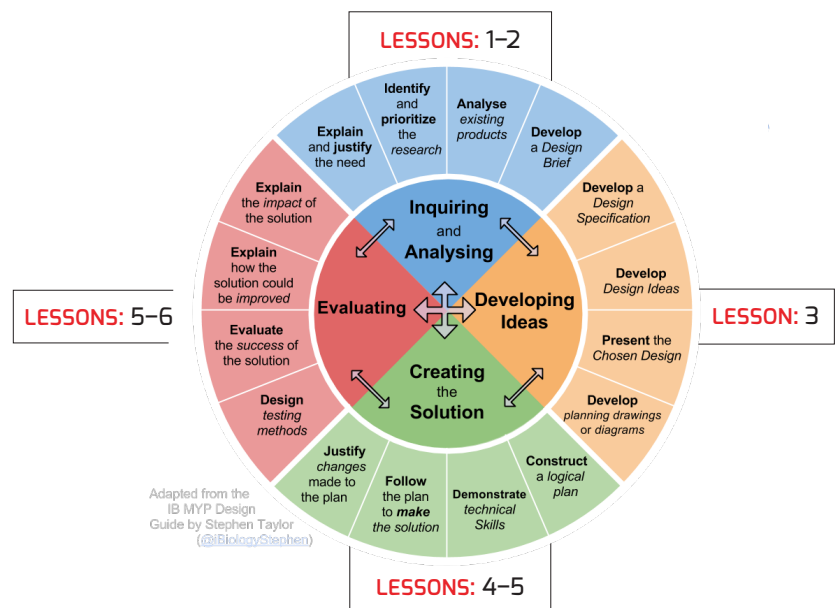 LESSONS: 1–2
Explain
and justify
the need
Identify
and
prioritize
the
research
Analyse
existing
products
Develop
a Design
Brief
Develop a
Design
Specification
Develop
Design Ideas
Present the
Chosen Design
Develop
planning drawings
or diagrams
LESSON: 3
Construct
a logical
plan
Demonstrate
technical
Skills
Follow
the plan
to make
the solution
Justify
changes
made to
the plan
LESSONS: 4–5
Design
testing
methods
Evaluate
the success of
the solution
Explain
how the
solution could
be improved
Explain
the impact of
the solution
LESSONS: 5–6
Inquiring
and
Analysing
Developing
Ideas
Creating
the
Solution
Evaluating
Adapted from the
IB MYP Design
Guide by Stephen Taylor
(@iBiologyStephen)